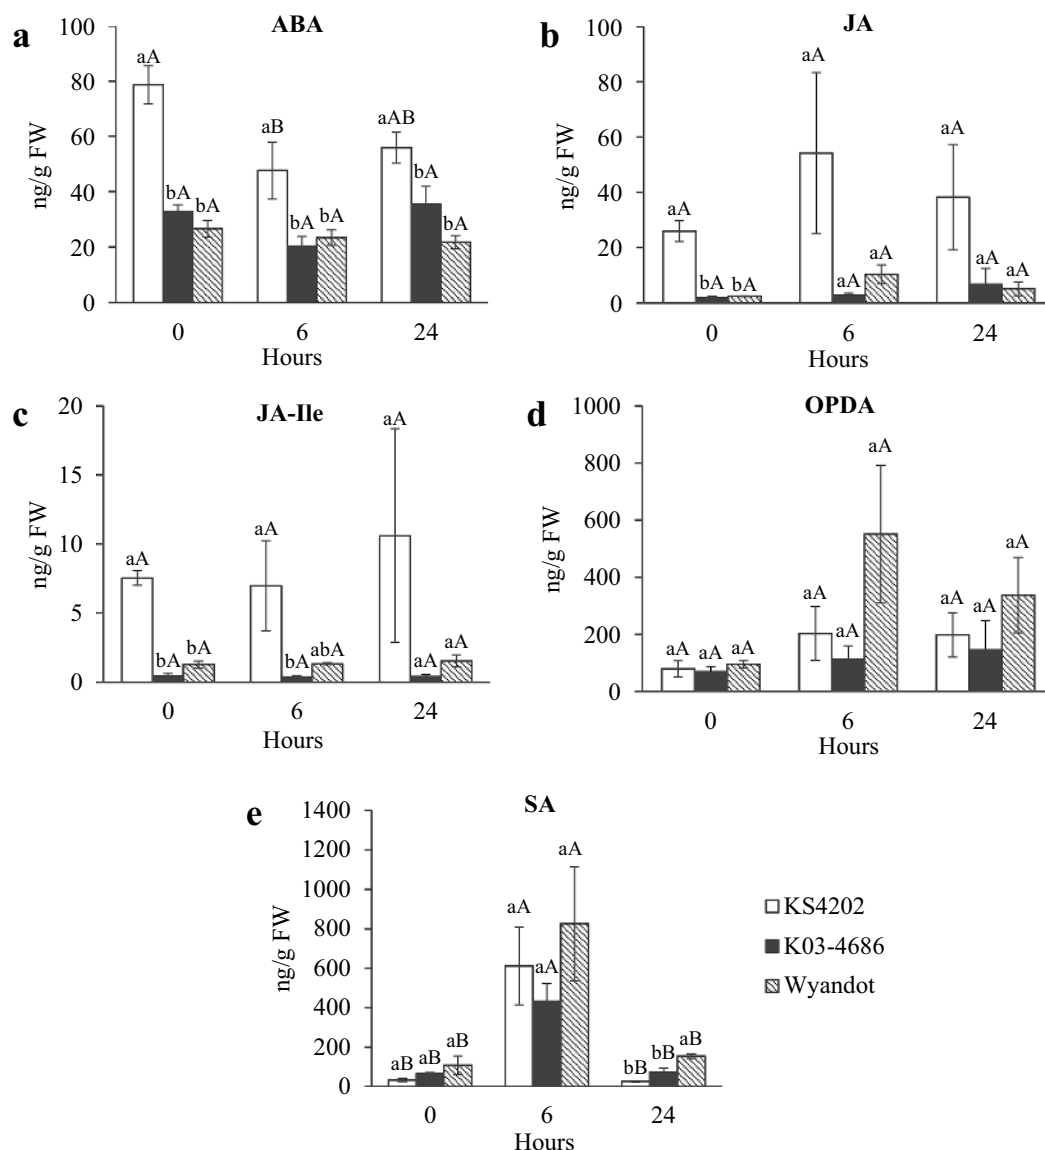 a
ABA
ng/g FW
100
80
60
40
20
0
aA
bA
bA
aB
bA
bA
aAB
bA
bA
0
6
24
Hours
b
JA
ng/g FW
100
80
60
40
20
0
aA
bA
bA
aA
aA
aA
aA
aA
aA
0
6
24
Hours
c
JA-Ile
ng/g FW
20
15
10
5
0
aA
bA
bA
aA
bA
abA
aA
aA
aA
0
6
24
Hours
d
OPDA
ng/g FW
1000
800
600
400
200
0
aA
aA
aA
aA
aA
aA
aA
aA
aA
0
6
24
Hours
e
SA
ng/g FW
1400
1200
1000
800
600
400
200
0
aB
aB
aB
aA
aA
aA
bB
bB
aB
0
6
24
Hours
KS4202
K03-4686
Wyandot